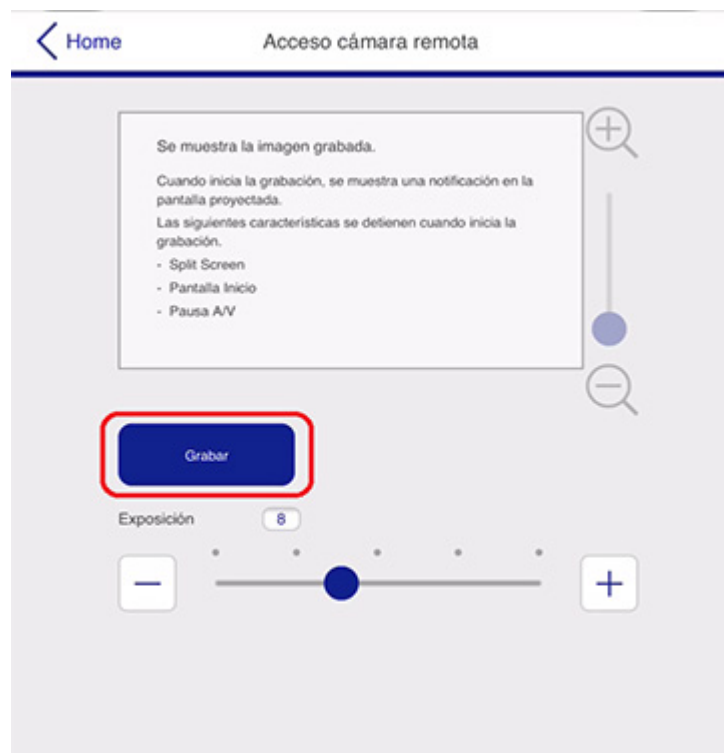 Home
Acceso cámara remota
Se muestra la imagen grabada.
Cuando inicia la grabación, se muestra una notificación en la
pantalla proyectada.
Las siguientes características se detienen cuando inicia la
grabación.
- Split Screen
- Pantalla Inicio
- Pausa A/V
Grabar
Exposición 8